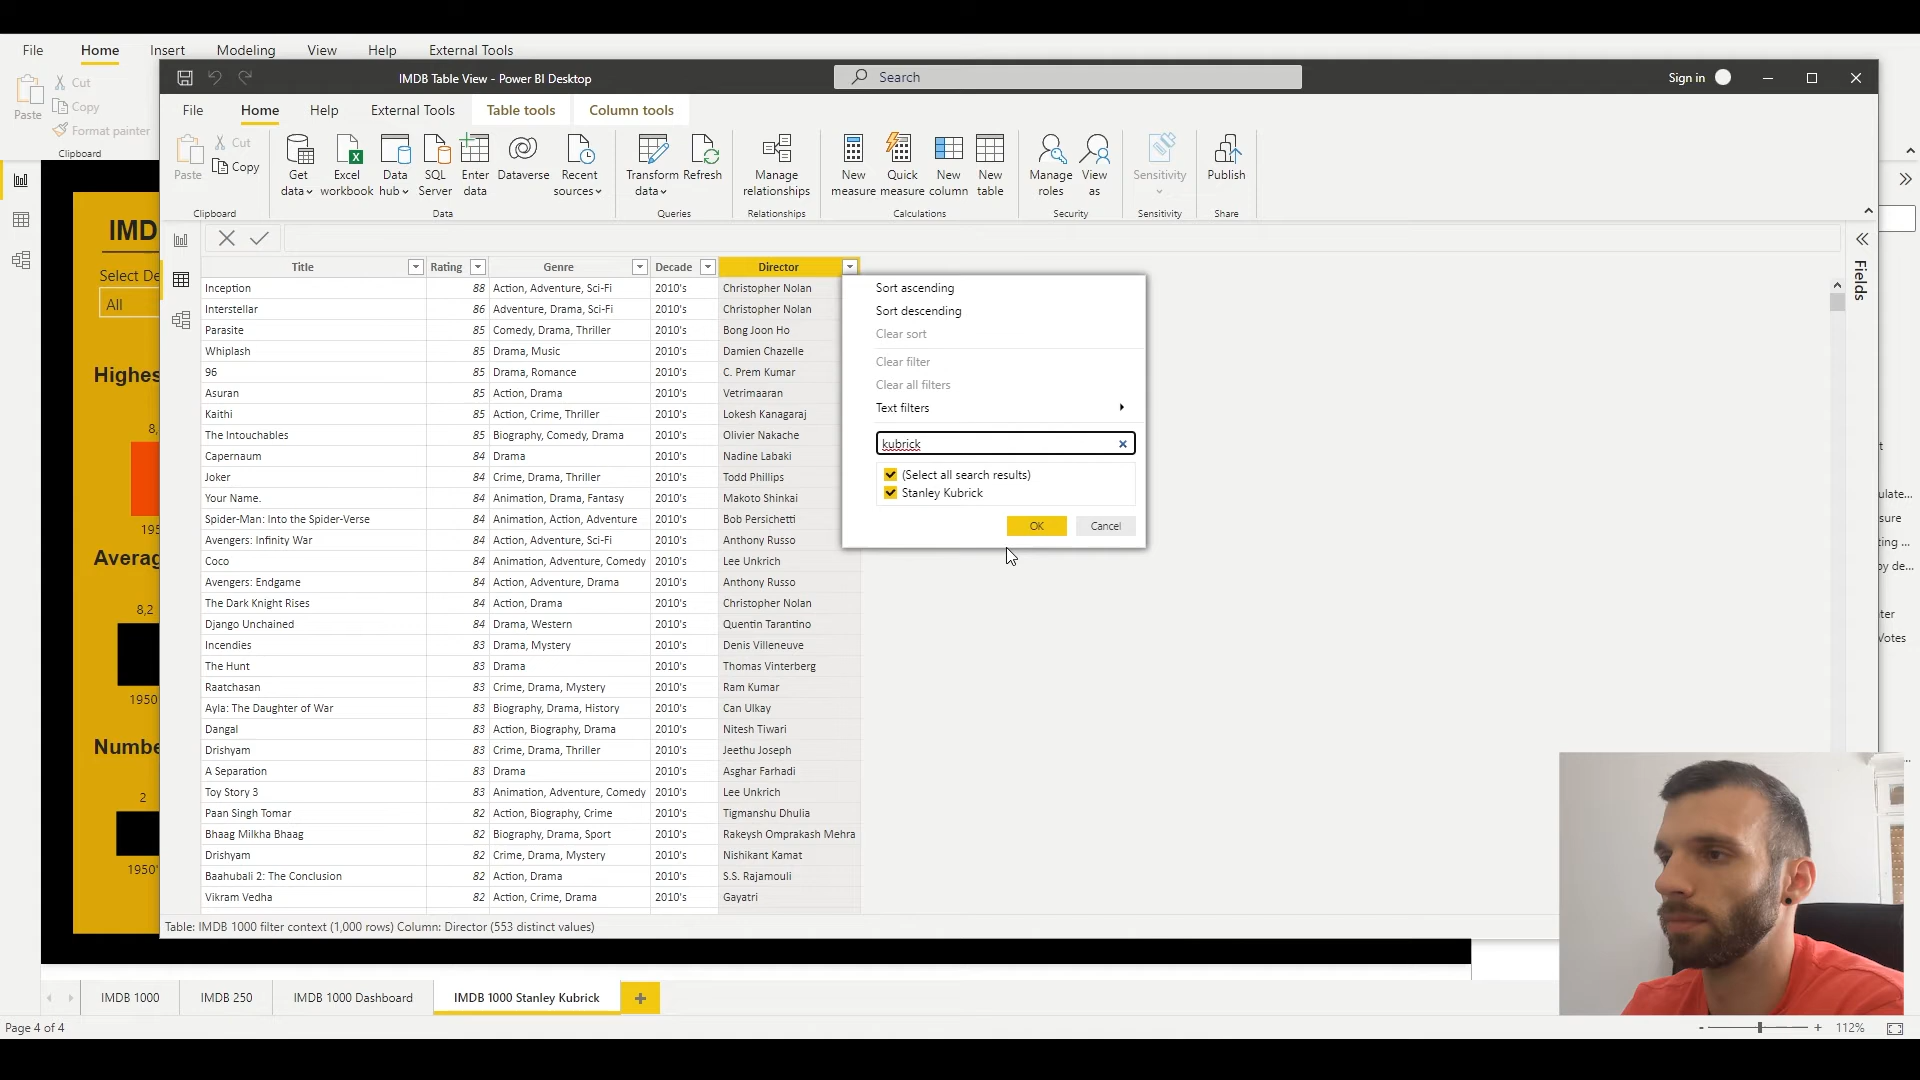 File Home Insert Modeling View Help External Tools
Paste Cut
Copy
Format painter
Clipboard
IMDB Table View - Power BI Desktop
Search
Sign in
File Home Help External Tools Table tools Column tools
Paste
Cut
Copy
Get data
Excel workbook
Data hub
SQL Server
Enter data
Dataverse
Recent sources
Transform data
Refresh
Manage relationships
New measure
Quick measure
New column
New table
Manage roles
View as
Sensitivity
Publish
Clipboard Data Queries Relationships Calculations Security Sensitivity Share
IMD
Select De
All
Highes
8,
195
Averag
8,2
1950
Numbe
2
1950'
Title Rating Genre Decade Director
Inception 88 Action, Adventure, Sci-Fi 2010's Christopher Nolan
Interstellar 86 Adventure, Drama, Sci-Fi 2010's Christopher Nolan
Parasite 85 Comedy, Drama, Thriller 2010's Bong Joon Ho
Whiplash 85 Drama, Music 2010's Damien Chazelle
96 85 Drama, Romance 2010's C. Prem Kumar
Asuran 85 Action, Drama 2010's Vetrimaaran
Kaithi 85 Action, Crime, Thriller 2010's Lokesh Kanagaraj
The Intouchables 85 Biography, Comedy, Drama 2010's Olivier Nakache
Capernaum 84 Drama 2010's Nadine Labaki
Joker 84 Crime, Drama, Thriller 2010's Todd Phillips
Your Name. 84 Animation, Drama, Fantasy 2010's Makoto Shinkai
Spider-Man: Into the Spider-Verse 84 Animation, Action, Adventure 2010's Bob Persichetti
Avengers: Infinity War 84 Action, Adventure, Sci-Fi 2010's Anthony Russo
Coco 84 Animation, Adventure, Comedy 2010's Lee Unkrich
Avengers: Endgame 84 Action, Adventure, Drama 2010's Anthony Russo
The Dark Knight Rises 84 Action, Drama 2010's Christopher Nolan
Django Unchained 84 Drama, Western 2010's Quentin Tarantino
Incendies 83 Drama, Mystery 2010's Denis Villeneuve
The Hunt 83 Drama 2010's Thomas Vinterberg
Raatchasan 83 Crime, Drama, Mystery 2010's Ram Kumar
Ayla: The Daughter of War 83 Biography, Drama, History 2010's Can Ulkay
Dangal 83 Action, Biography, Drama 2010's Nitesh Tiwari
Drishyam 83 Crime, Drama, Thriller 2010's Jeethu Joseph
A Separation 83 Drama 2010's Asghar Farhadi
Toy Story 3 83 Animation, Adventure, Comedy 2010's Lee Unkrich
Paan Singh Tomar 82 Action, Biography, Crime 2010's Tigmanshu Dhulia
Bhaag Milkha Bhaag 82 Biography, Drama, Sport 2010's Rakeysh Omprakash Mehra
Drishyam 82 Crime, Drama, Mystery 2010's Nishikant Kamat
Baahubali 2: The Conclusion 82 Action, Drama 2010's S.S. Rajamouli
Vikram Vedha 82 Action, Crime, Drama 2010's Gayatri
Sort ascending
Sort descending
Clear sort
Clear filter
Clear all filters
Text filters
kubrick
(Select all search results)
Stanley Kubrick
OK Cancel
Fields
t
ulate...
sure
ting ...
by de...
ter
Votes
Table: IMDB 1000 filter context (1,000 rows) Column: Director (553 distinct values)
IMDB 1000 IMDB 250 IMDB 1000 Dashboard IMDB 1000 Stanley Kubrick +
Page 4 of 4
- + 112%